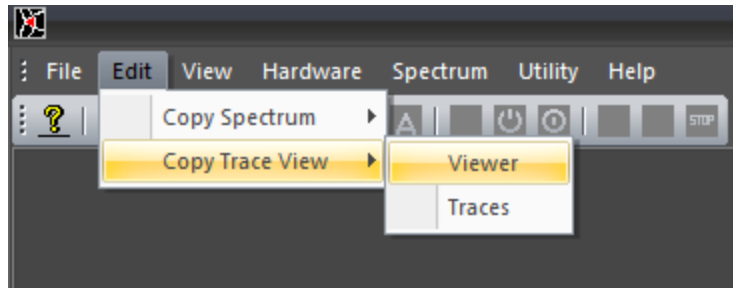 File Edit View Hardware Spectrum Utility Help
Copy Spectrum
A
STOP
Copy Trace View
Viewer
Traces